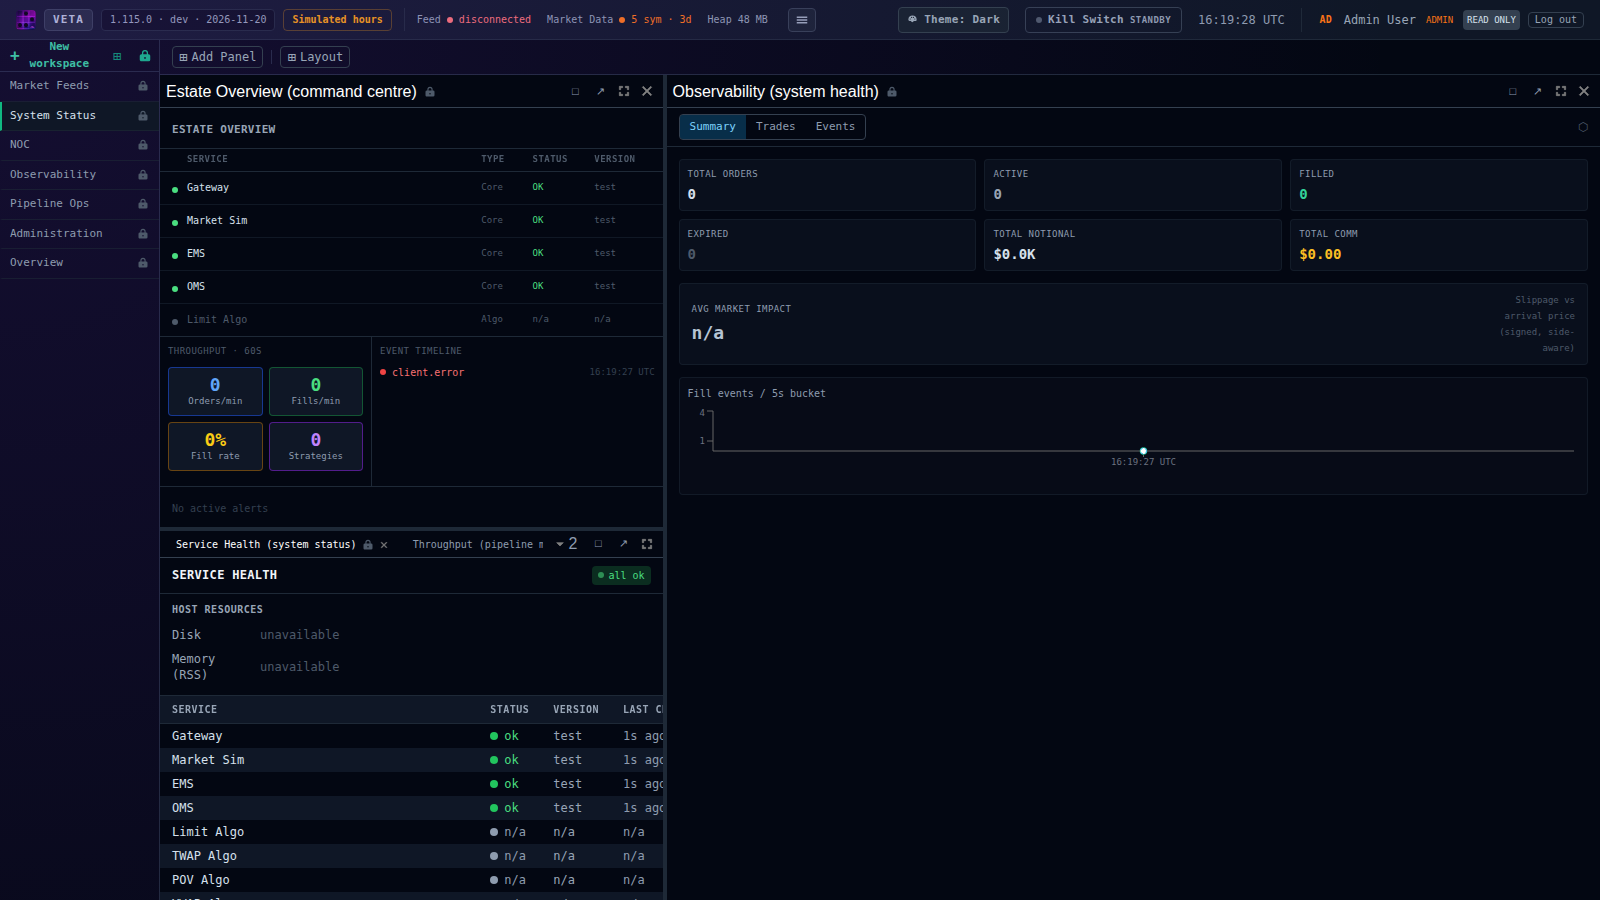 VETA
1.115.0 · dev · 2026-11-20
Simulated hours
Feed ● disconnected
Market Data ● 5 sym · 3d
Heap 48 MB
Theme: Dark
Kill Switch STANDBY
16:19:28 UTC
AD Admin User ADMIN
READ ONLY
Log out
+ New workspace
Market Feeds
System Status
NOC
Observability
Pipeline Ops
Administration
Overview
Add Panel
Layout
Estate Overview (command centre)
ESTATE OVERVIEW
SERVICE TYPE STATUS VERSION
Gateway Core OK test
Market Sim Core OK test
EMS Core OK test
OMS Core OK test
Limit Algo Algo n/a n/a
THROUGHPUT · 60S
0 Orders/min
0 Fills/min
0% Fill rate
0 Strategies
EVENT TIMELINE
client.error 16:19:27 UTC
No active alerts
Service Health (system status)
Throughput (pipeline
2
SERVICE HEALTH
all ok
HOST RESOURCES
Disk unavailable
Memory (RSS) unavailable
SERVICE STATUS VERSION LAST
Gateway ok test 1s ago
Market Sim ok test 1s ago
EMS ok test 1s ago
OMS ok test 1s ago
Limit Algo n/a n/a n/a
TWAP Algo n/a n/a n/a
POV Algo n/a n/a n/a
Observability (system health)
Summary Trades Events
TOTAL ORDERS
0
ACTIVE
0
FILLED
0
EXPIRED
0
TOTAL NOTIONAL
$0.0K
TOTAL COMM
$0.00
AVG MARKET IMPACT
n/a
Slippage vs
arrival price
(signed, side-
aware)
Fill events / 5s bucket
4
1
16:19:27 UTC